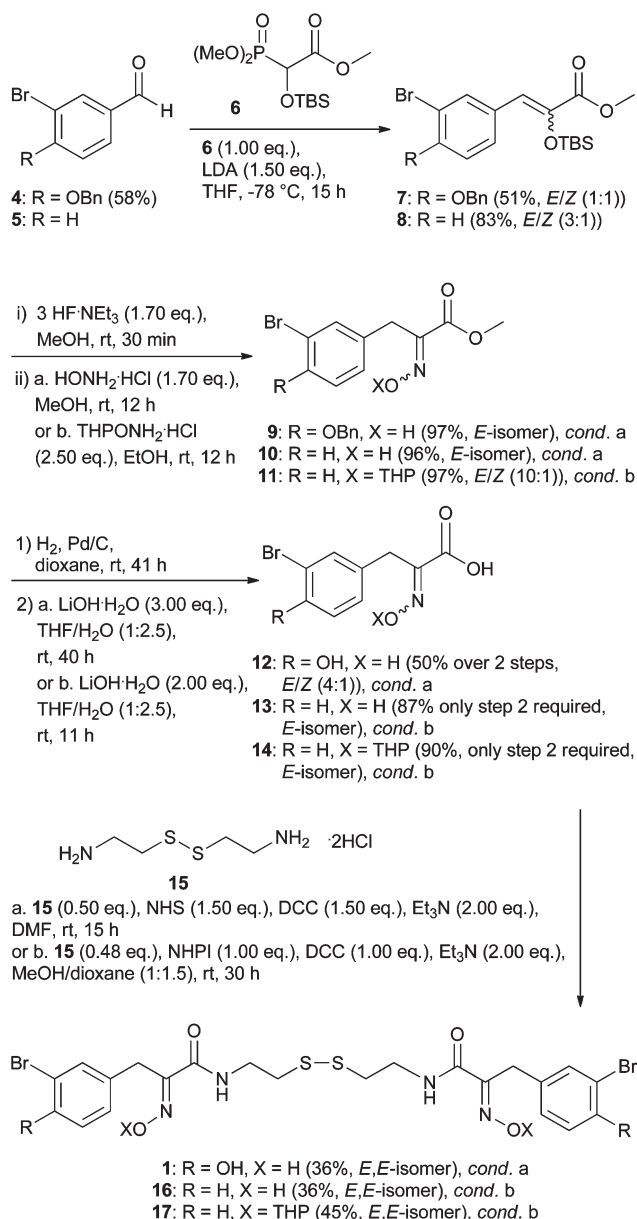 O
(MeO)₂P
O
O
OTBS
6
Br
O
H
R
4: R = OBn (58%)
5: R = H
6 (1.00 eq.),
LDA (1.50 eq.),
THF, -78 °C, 15 h
Br
R
O
O
OTBS
7: R = OBn (51%, E/Z (1:1))
8: R = H (83%, E/Z (3:1))
i) 3 HF·NEt₃ (1.70 eq.),
MeOH, rt, 30 min
ii) a. HONH₂·HCl (1.70 eq.),
MeOH, rt, 12 h
or b. THPONH₂·HCl
(2.50 eq.), EtOH, rt, 12 h
Br
R
O
O
N
XO
9: R = OBn, X = H (97%, E-isomer), cond. a
10: R = H, X = H (96%, E-isomer), cond. a
11: R = H, X = THP (97%, E/Z (10:1)), cond. b
1) H₂, Pd/C,
dioxane, rt, 41 h
2) a. LiOH·H₂O (3.00 eq.),
THF/H₂O (1:2.5),
rt, 40 h
or b. LiOH·H₂O (2.00 eq.),
THF/H₂O (1:2.5),
rt, 11 h
Br
R
O
OH
N
XO
12: R = OH, X = H (50% over 2 steps,
E/Z (4:1)), cond. a
13: R = H, X = H (87% only step 2 required,
E-isomer), cond. b
14: R = H, X = THP (90%, only step 2 required,
E-isomer), cond. b
H₂N
S
S
NH₂ ·2HCl
15
a. 15 (0.50 eq.), NHS (1.50 eq.), DCC (1.50 eq.), Et₃N (2.00 eq.),
DMF, rt, 15 h
or b. 15 (0.48 eq.), NHPI (1.00 eq.), DCC (1.00 eq.), Et₃N (2.00 eq.),
MeOH/dioxane (1:1.5), rt, 30 h
Br
R
O
N
H
N
XO
S–S
H
N
O
N
OX
Br
R
1: R = OH, X = H (36%, E,E-isomer), cond. a
16: R = H, X = H (36%, E,E-isomer), cond. b
17: R = H, X = THP (45%, E,E-isomer), cond. b